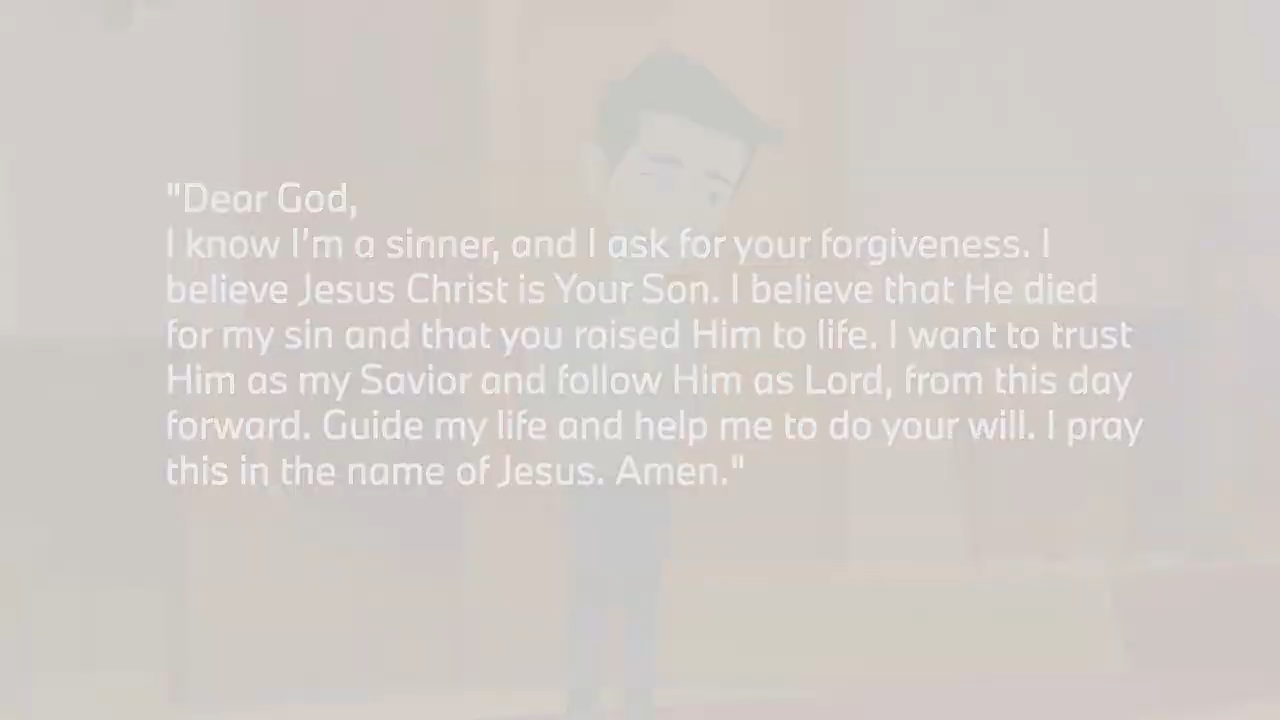 "Dear God,
I know I'm a sinner, and I ask for your forgiveness. I
believe Jesus Christ is Your Son. I believe that He died
for my sin and that you raised Him to life. I want to trust
Him as my Savior and follow Him as Lord, from this day
forward. Guide my life and help me to do your will. I pray
this in the name of Jesus. Amen."